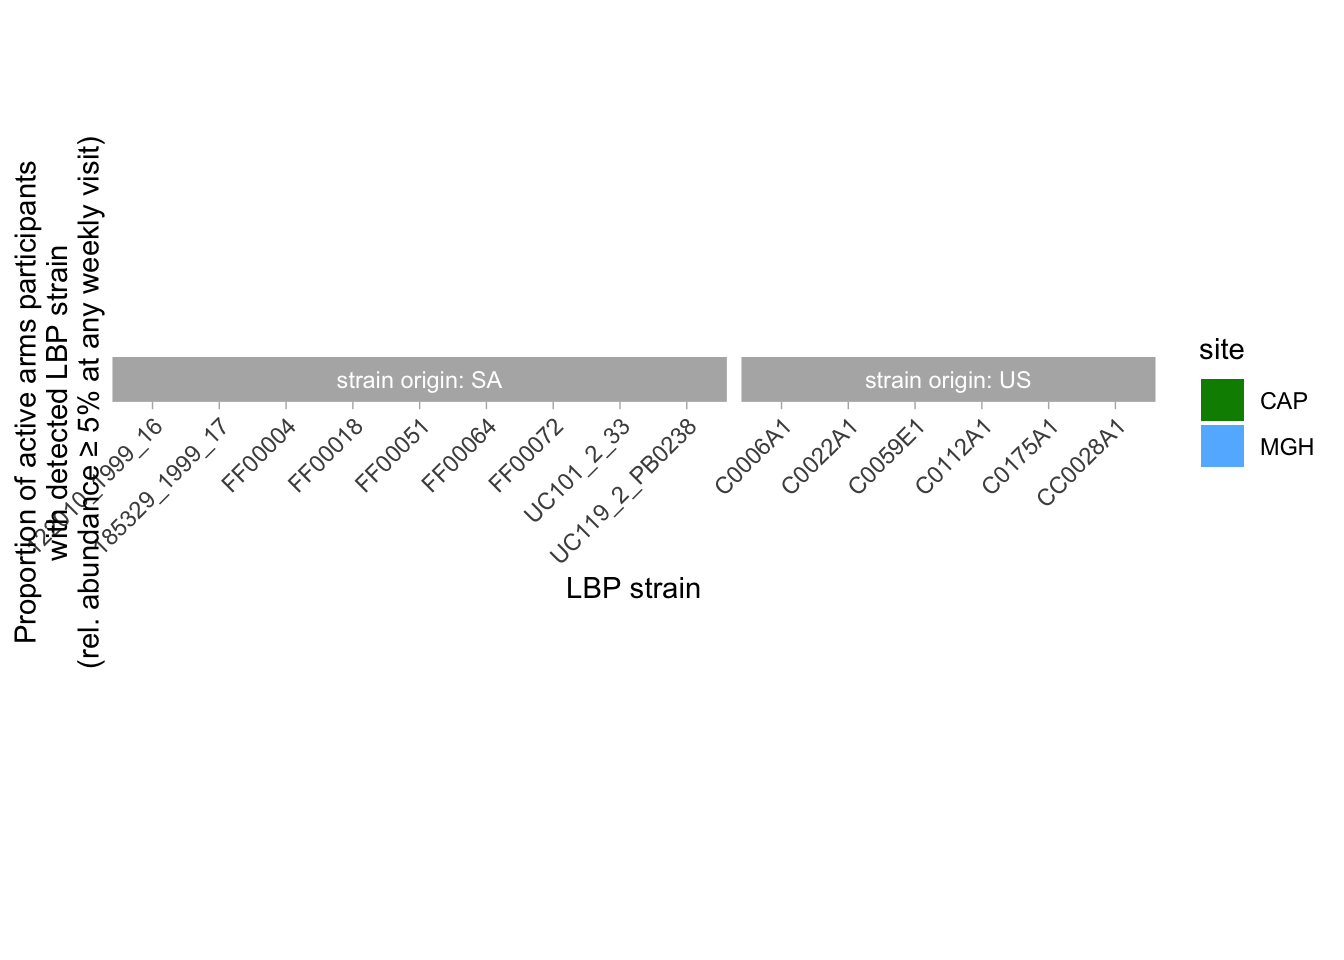 Proportion of active arms participants
with detected LBP strain
(rel. abundance ≥ 5% at any weekly visit)
strain origin: SA
strain origin: US
185329_1999_17
FF00004
FF00018
FF00051
FF00064
FF00072
UC101_2_33
UC119_2_PB0238
C0006A1
C0022A1
C0059E1
C0112A1
C0175A1
CC0028A1
LBP strain
site
CAP
MGH